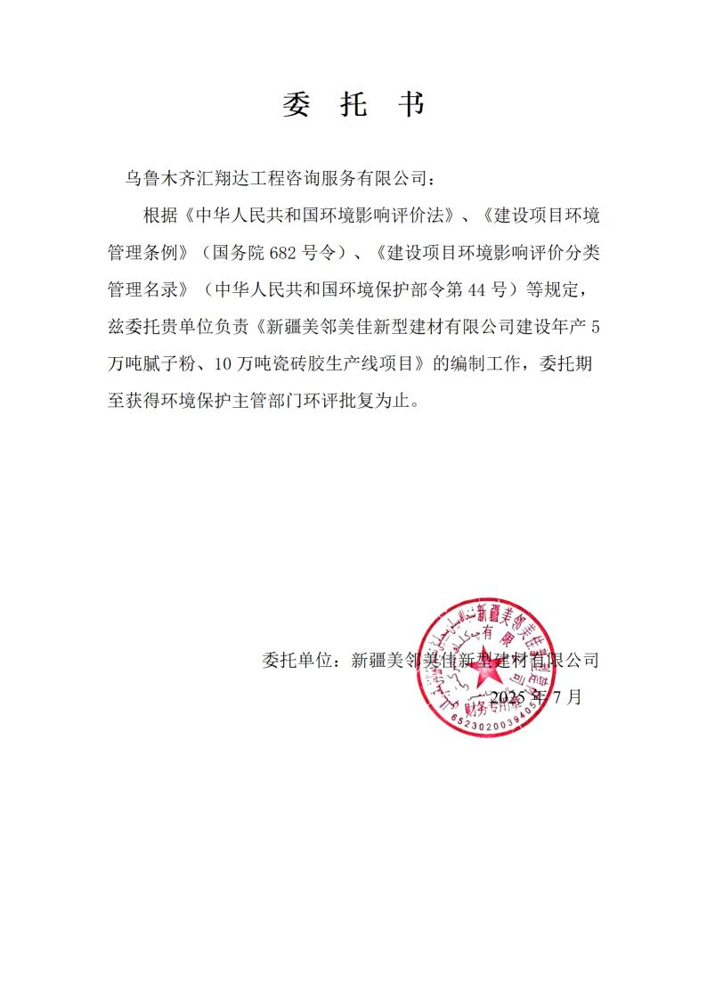 委 托 书
乌鲁木齐汇翔达工程咨询服务有限公司：
根据《中华人民共和国环境影响评价法》、《建设项目环境
管理条例》（国务院 682 号令）、《建设项目环境影响评价分类
管理名录》（中华人民共和国环境保护部令第 44 号）等规定，
兹委托贵单位负责《新疆美邻美佳新型建材有限公司建设年产 5
万吨腻子粉、10 万吨瓷砖胶生产线项目》的编制工作，委托期
至获得环境保护主管部门环评批复为止。
新疆美邻美佳新型建材
有限公司
委托单位：新疆美邻美佳新型建材有限公司
2025 年 7 月
财务专用章